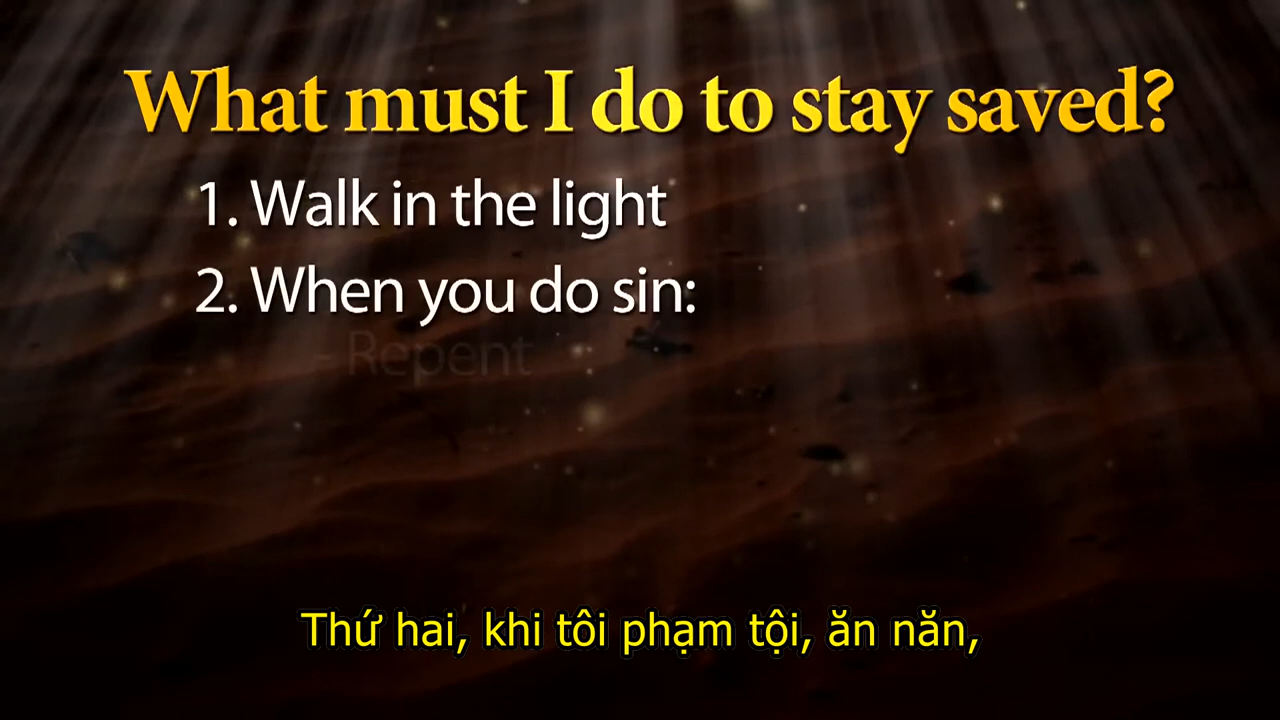 What must I do to stay saved?
1. Walk in the light
2. When you do sin:
- Repent
Thứ hai, khi tôi phạm tội, ăn năn,